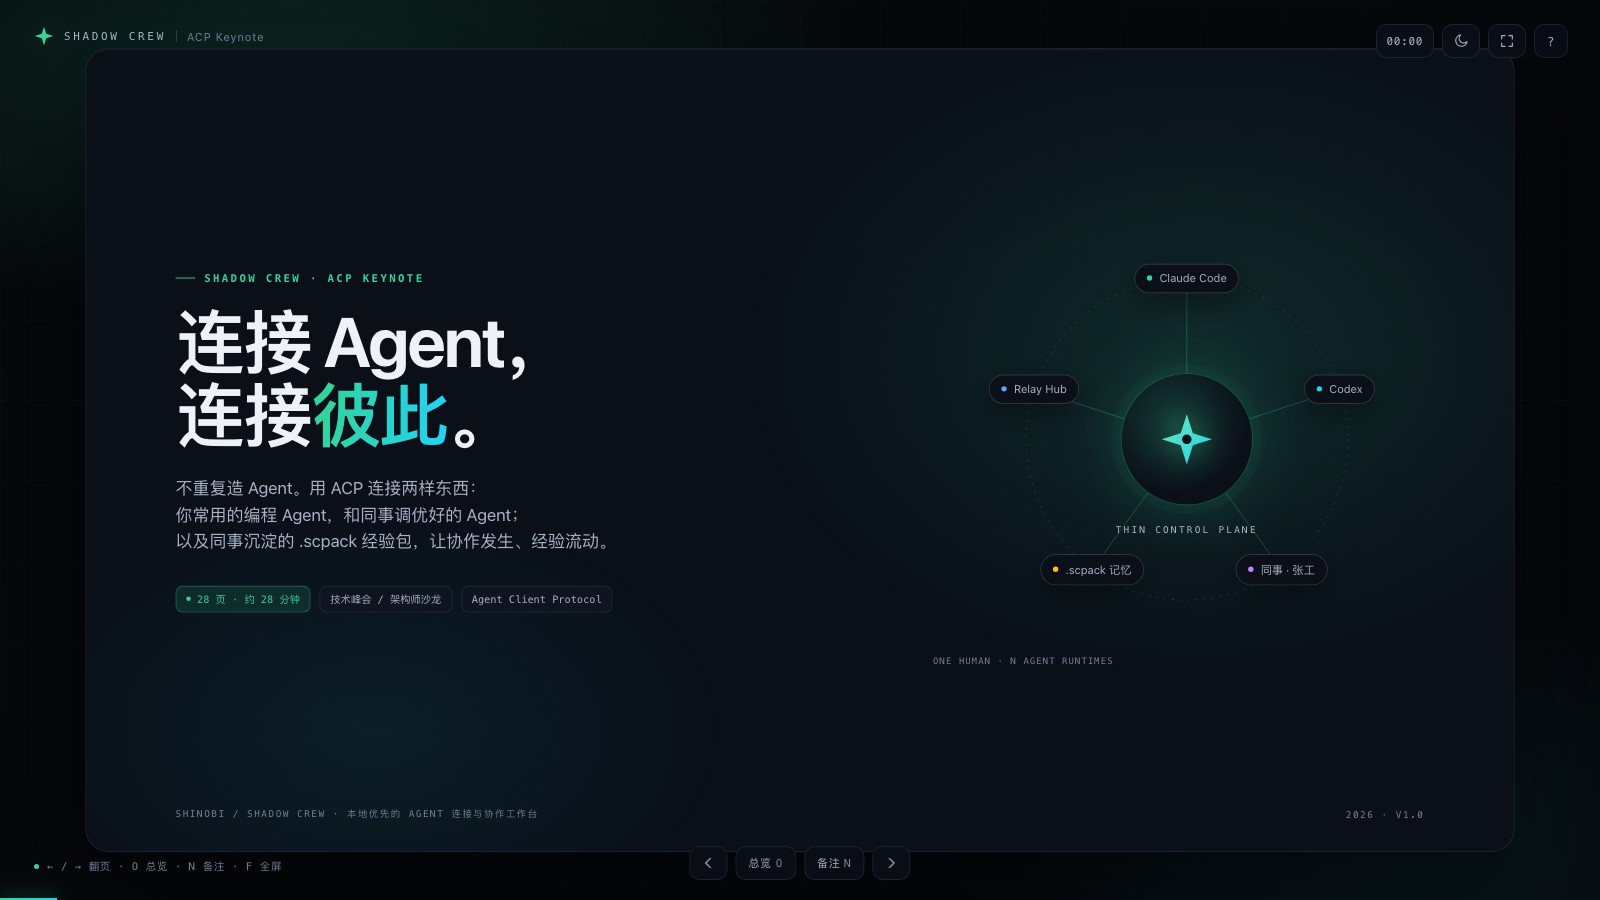 SHADOW CREW | ACP Keynote
00:00
?
SHADOW CREW · ACP KEYNOTE
连接 Agent，
连接彼此。
不重复造 Agent。用 ACP 连接两样东西：
你常用的编程 Agent，和同事调优好的 Agent；
以及同事沉淀的 .scpack 经验包，让协作发生、经验流动。
28 页 · 约 28 分钟
技术峰会 / 架构师沙龙
Agent Client Protocol
Claude Code
Relay Hub
Codex
THIN CONTROL PLANE
.scpack 记忆
同事 · 张工
ONE HUMAN · N AGENT RUNTIMES
SHINOBI / SHADOW CREW · 本地优先的 AGENT 连接与协作工作台
2026 · V1.0
← / → 翻页 · O 总览 · N 备注 · F 全屏
总览 O
备注 N